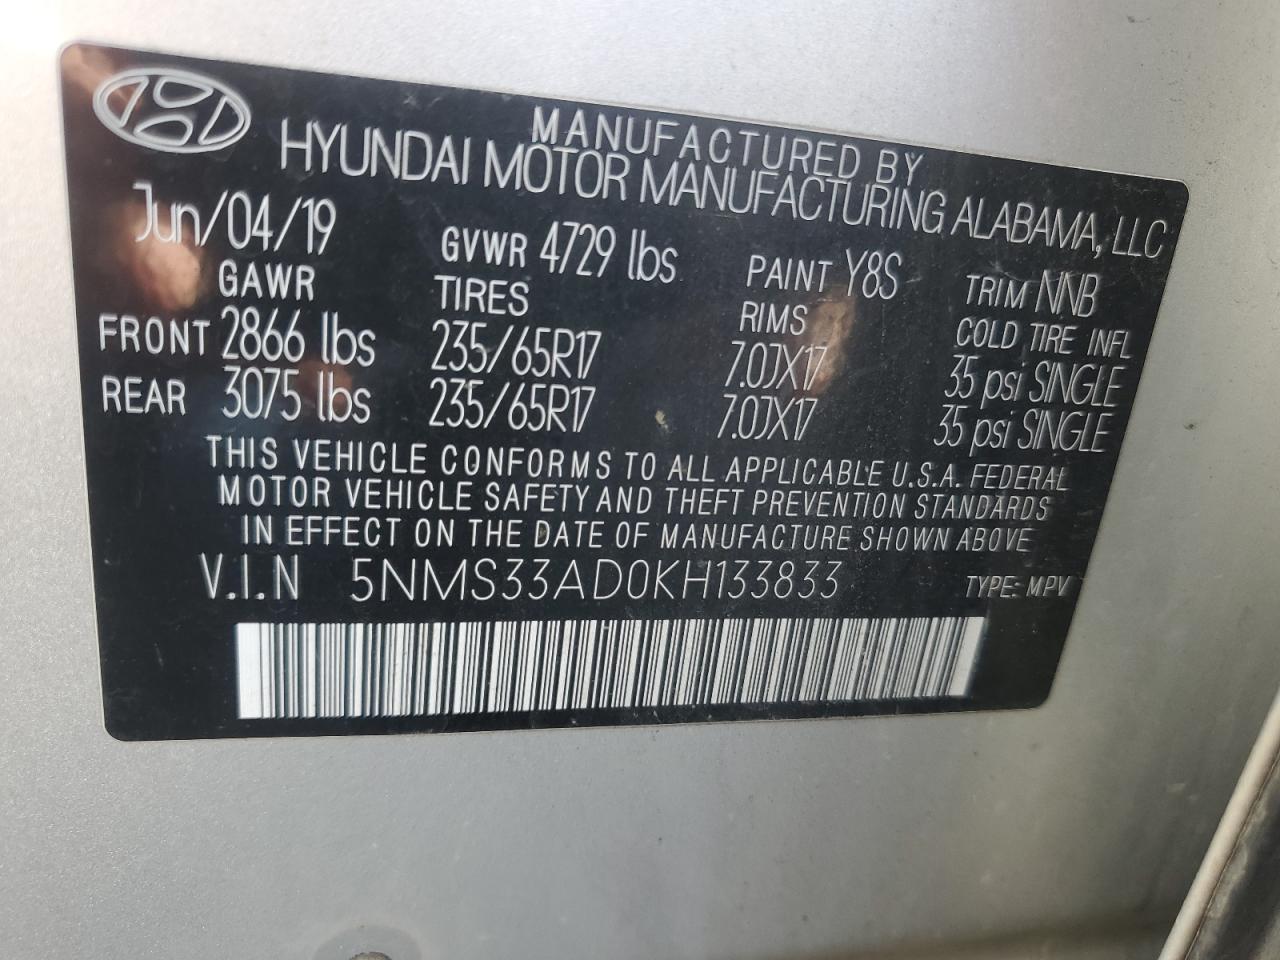 MANUFACTURED BY
HYUNDAI MOTOR MANUFACTURING ALABAMA, LLC
Jun/04/19 GVWR 4729 lbs PAINT Y8S TRIM NNB
GAWR TIRES RIMS COLD TIRE INFL
FRONT 2866 lbs 235/65R17 7.0JX17 35 psi SINGLE
REAR 3075 lbs 235/65R17 7.0JX17 35 psi SINGLE
THIS VEHICLE CONFORMS TO ALL APPLICABLE U.S.A. FEDERAL
MOTOR VEHICLE SAFETY AND THEFT PREVENTION STANDARDS
IN EFFECT ON THE DATE OF MANUFACTURE SHOWN ABOVE
V.I.N 5NMS33AD0KH133833 TYPE: MPV